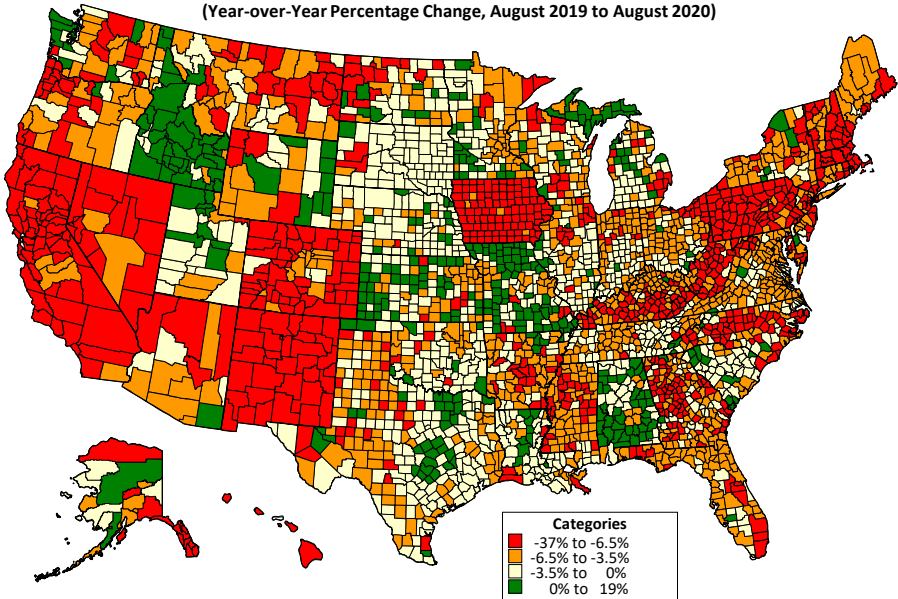 (Year-over-Year Percentage Change, August 2019 to August 2020)
Categories
-37% to -6.5%
-6.5% to -3.5%
-3.5% to 0%
0% to 19%